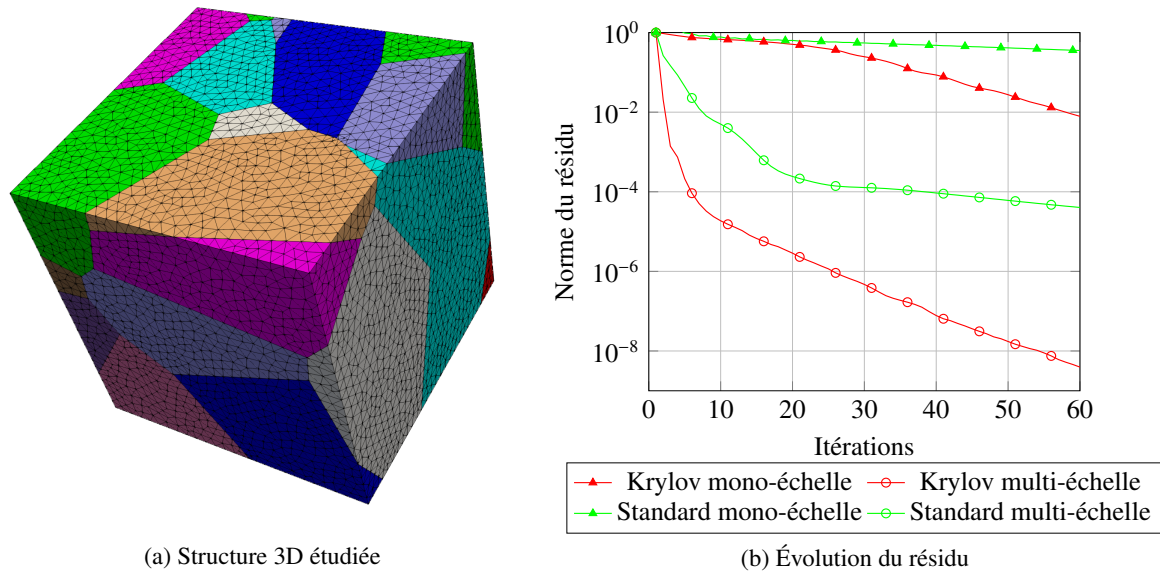 10^0
10^−2
10^−4
10^−6
10^−8
Norme du résidu
0 10 20 30 40 50 60
Itérations
Krylov mono-échelle Krylov multi-échelle
Standard mono-échelle Standard multi-échelle
(a) Structure 3D étudiée
(b) Évolution du résidu